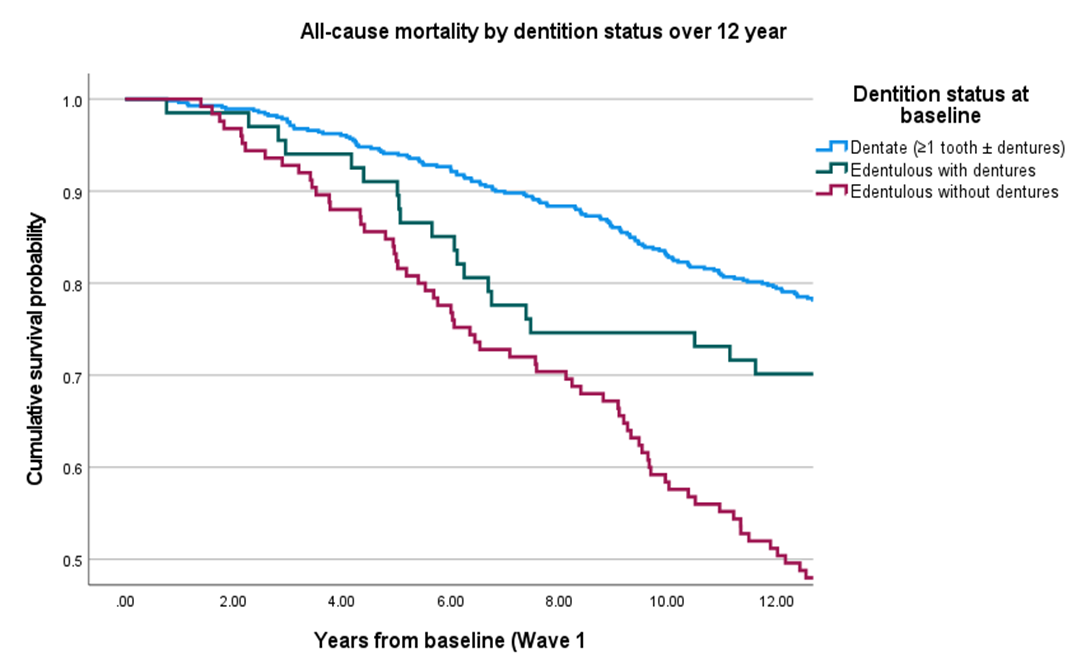 All-cause mortality by dentition status over 12 year
Dentition status at
baseline
Dentate (≥1 tooth ± dentures)
Edentulous with dentures
Edentulous without dentures
Cumulative survival probability
1.0
0.9
0.8
0.7
0.6
0.5
.00 2.00 4.00 6.00 8.00 10.00 12.00
Years from baseline (Wave 1